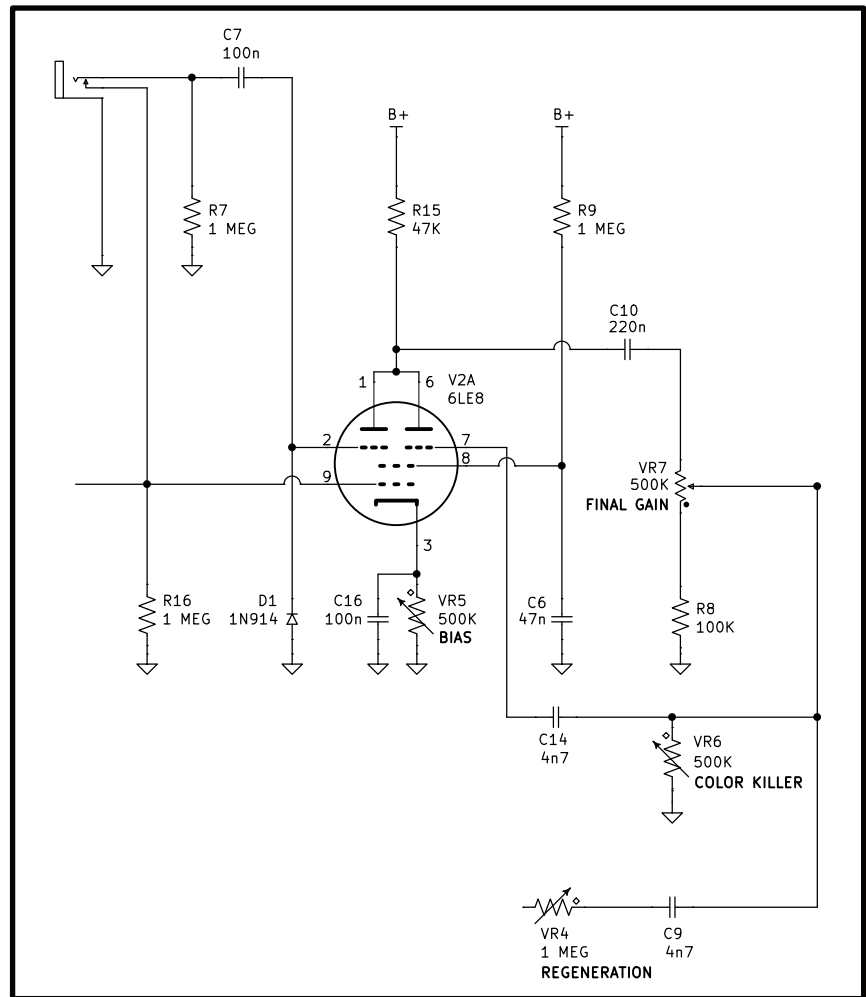 C7
100n
B+
B+
R7
1 MEG
R15
47K
R9
1 MEG
C10
220n
1
6
V2A
6LE8
2
7
8
9
VR7
500K
FINAL GAIN
3
R16
1 MEG
D1
1N914
C16
100n
VR5
500K
BIAS
C6
47n
R8
100K
C14
4n7
VR6
500K
COLOR KILLER
VR4
1 MEG
REGENERATION
C9
4n7